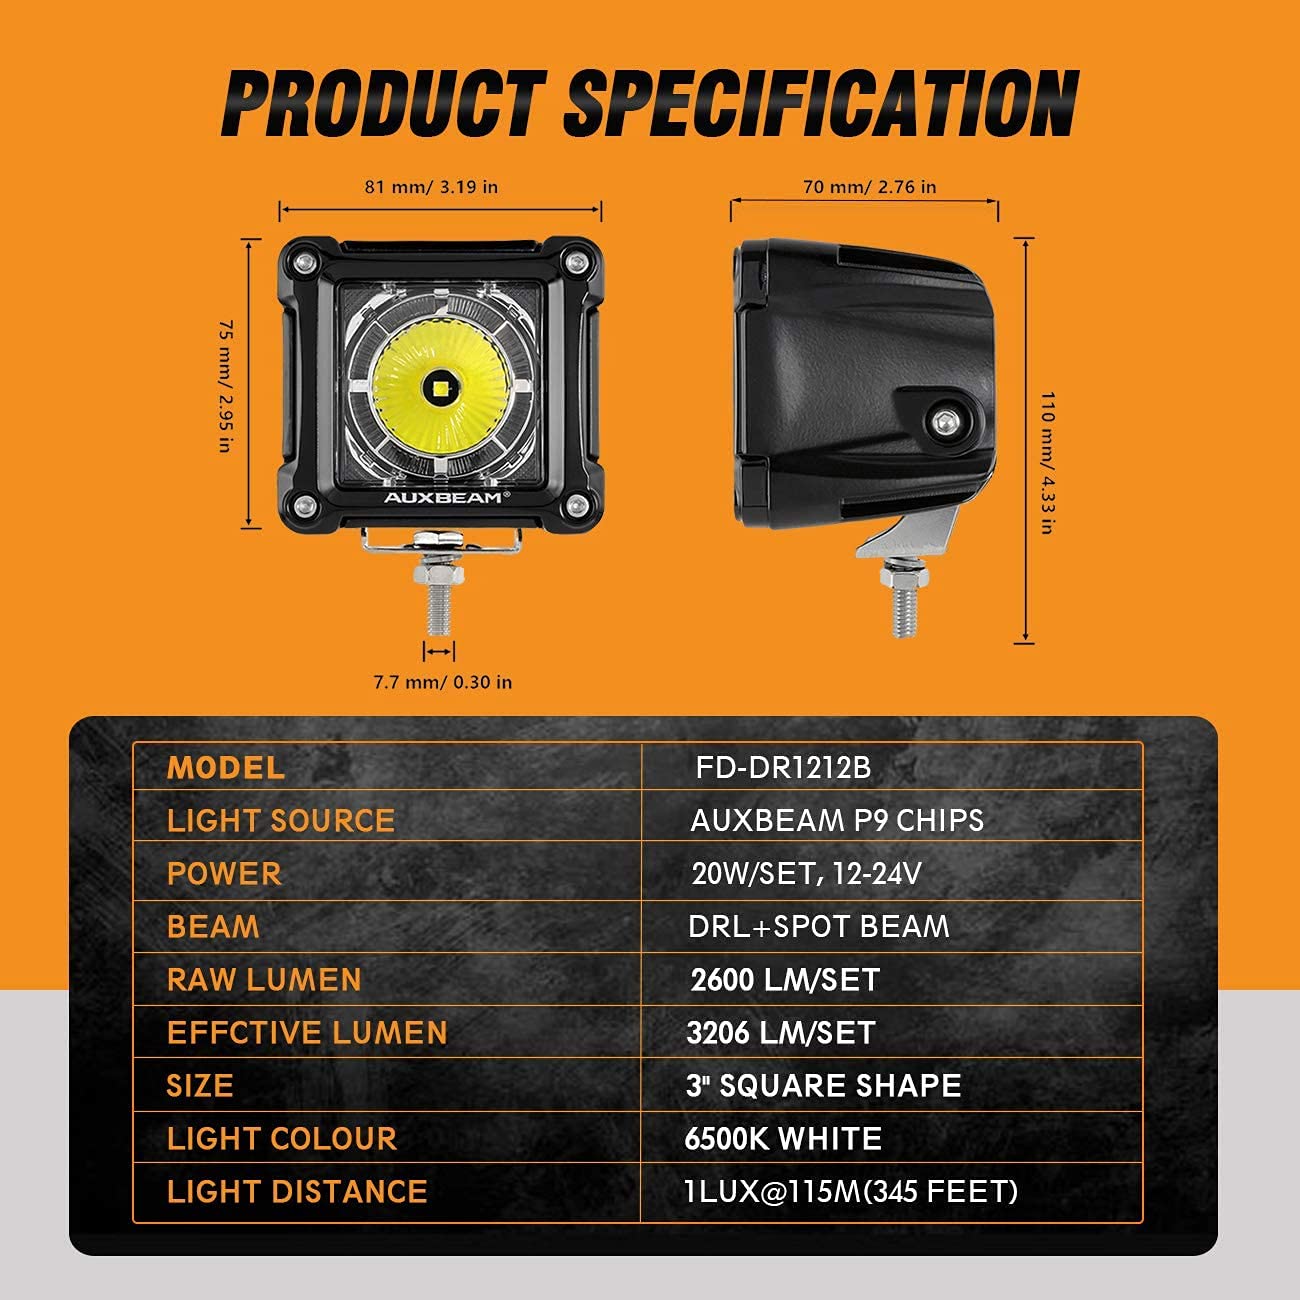 PRODUCT SPECIFICATION
81 mm/ 3.19 in
70 mm/ 2.76 in
75 mm/ 2.95 in
110 mm/ 4.33 in
AUXBEAM®
7.7 mm/ 0.30 in
MODEL FD-DR1212B
LIGHT SOURCE AUXBEAM P9 CHIPS
POWER 20W/SET, 12-24V
BEAM DRL+SPOT BEAM
RAW LUMEN 2600 LM/SET
EFFCTIVE LUMEN 3206 LM/SET
SIZE 3" SQUARE SHAPE
LIGHT COLOUR 6500K WHITE
LIGHT DISTANCE 1LUX@115M(345 FEET)